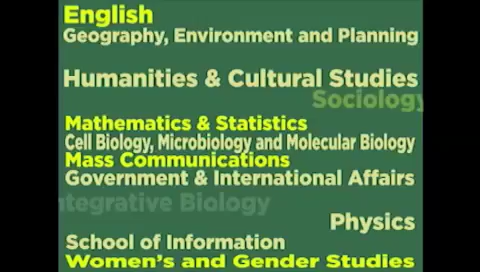 English
Geography, Environment and Planning
Humanities & Cultural Studies
Sociology
Mathematics & Statistics
Cell Biology, Microbiology and Molecular Biology
Mass Communications
Government & International Affairs
Integrative Biology
Physics
School of Information
Women's and Gender Studies